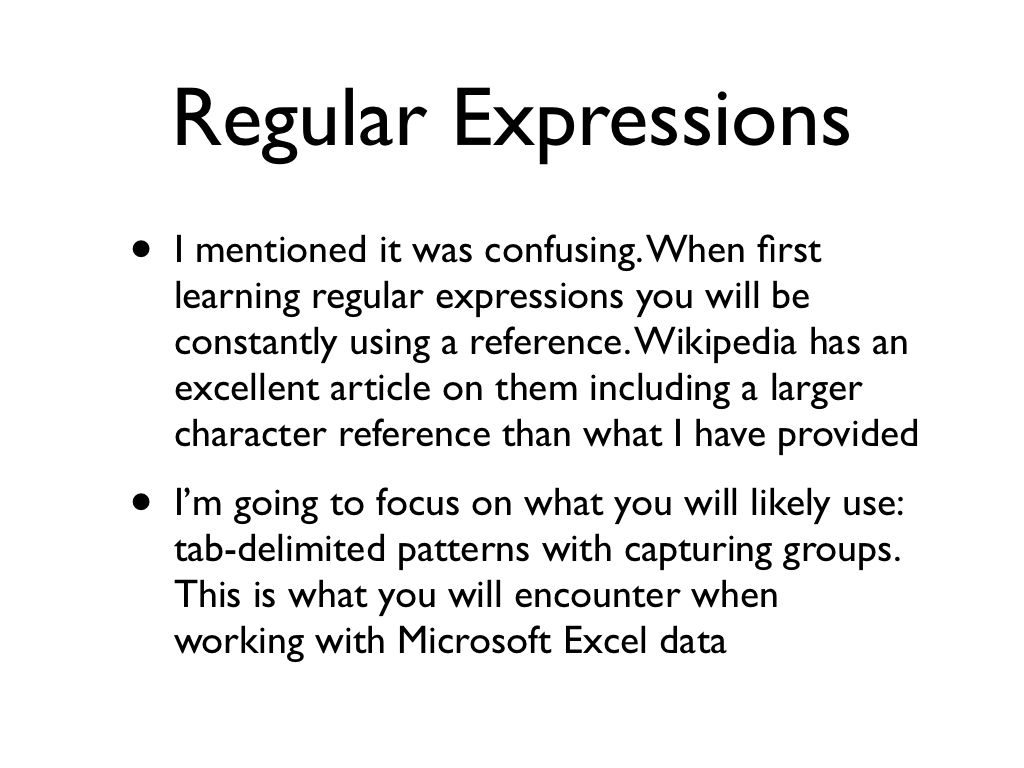 Regular Expressions
• I mentioned it was confusing. When first
learning regular expressions you will be
constantly using a reference. Wikipedia has an
excellent article on them including a larger
character reference than what I have provided
• I’m going to focus on what you will likely use:
tab-delimited patterns with capturing groups.
This is what you will encounter when
working with Microsoft Excel data